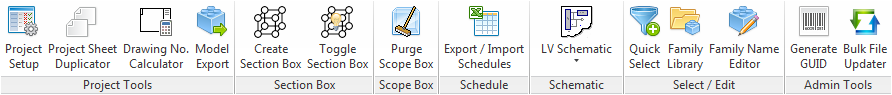 Project Setup
Project Sheet Duplicator
Drawing No. Calculator
Model Export
Project Tools
Create Section Box
Toggle Section Box
Section Box
Purge Scope Box
Scope Box
Export / Import Schedules
Schedule
LV Schematic
Schematic
Quick Select
Family Library
Family Name Editor
Select / Edit
Generate GUID
Bulk File Updater
Admin Tools